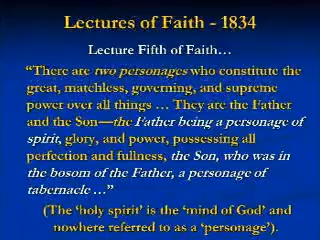 Lectures of Faith - 1834
Lecture Fifth of Faith…
“There are two personages who constitute the
great, matchless, governing, and supreme
power over all things … They are the Father
and the Son—the Father being a personage of
spirit, glory, and power, possessing all
perfection and fullness, the Son, who was in
the bosom of the Father, a personage of
tabernacle …”
(The ‘holy spirit’ is the ‘mind of God’ and
nowhere referred to as a ‘personage’).